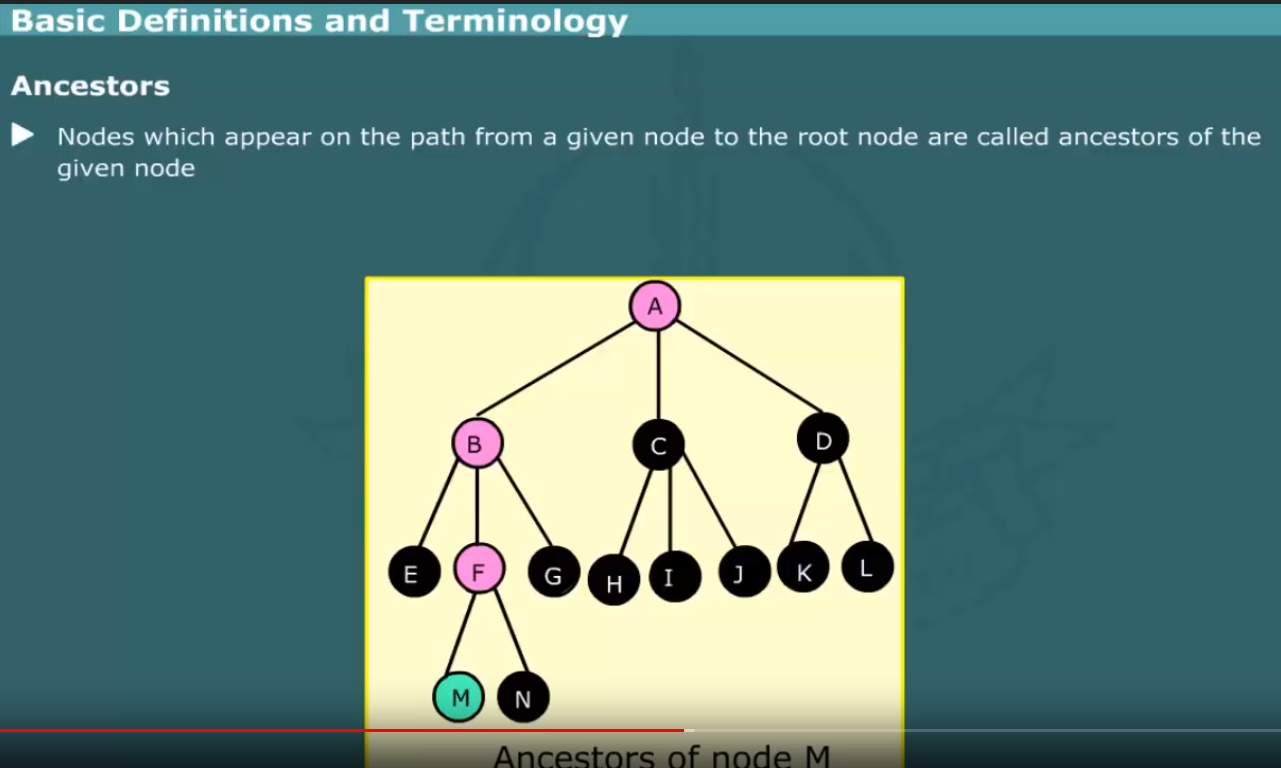 Basic Definitions and Terminology
Ancestors
Nodes which appear on the path from a given node to the root node are called ancestors of the
given node
A
B
C
D
E
F
G
H
I
J
K
L
M
N
Ancestors of node M